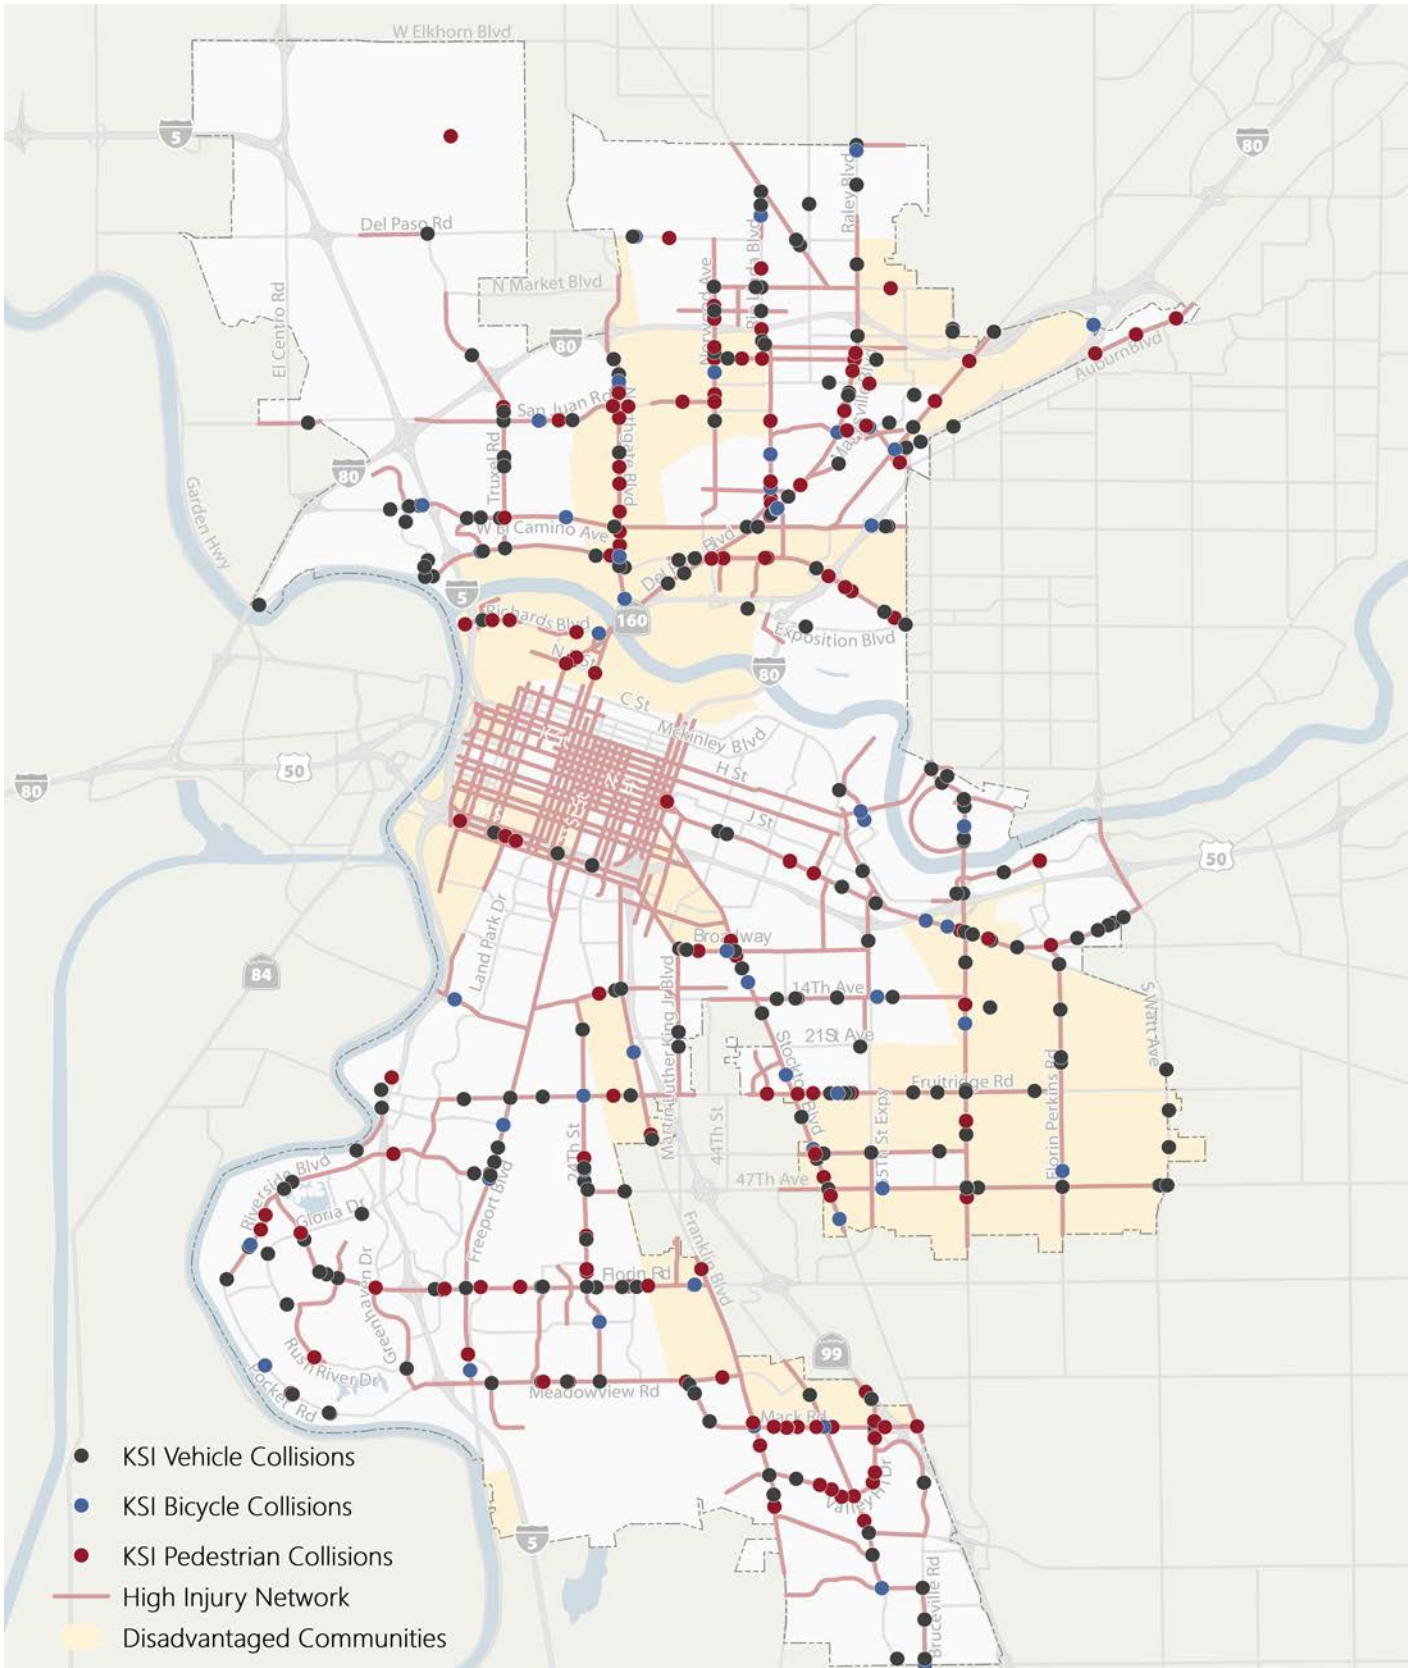 W Elkhorn Blvd
5
80
Raley Blvd
Del Paso Rd
Rio Linda Blvd
N Market Blvd
Norwood Ave
El Centro Rd
80
Auburn Blvd
San Juan Rd
Northgate Blvd
Marysville Blvd
Truxel Rd
80
Garden Hwy
W El Camino Ave
Del Blvd
5
Richards Blvd
160
Exposition Blvd
80
C St
McKinley Blvd
50
H St
80
J St
50
Land Park Dr
Broadway
84
14Th Ave
Martin Luther King Jr Blvd
S Watt Ave
21St Ave
Stockton Blvd
Fruitridge Rd
Florin Perkins Rd
44Th St
65Th St Expy
24Th St
47Th Ave
Riverside Blvd
Gloria Dr
Freeport Blvd
Franklin Blvd
Florin Rd
Greenhaven Dr
99
Rush River Dr
Pocket Rd
Meadowview Rd
Mack Rd
Valley Hi Dr
5
Bruceville Rd
KSI Vehicle Collisions
KSI Bicycle Collisions
KSI Pedestrian Collisions
High Injury Network
Disadvantaged Communities